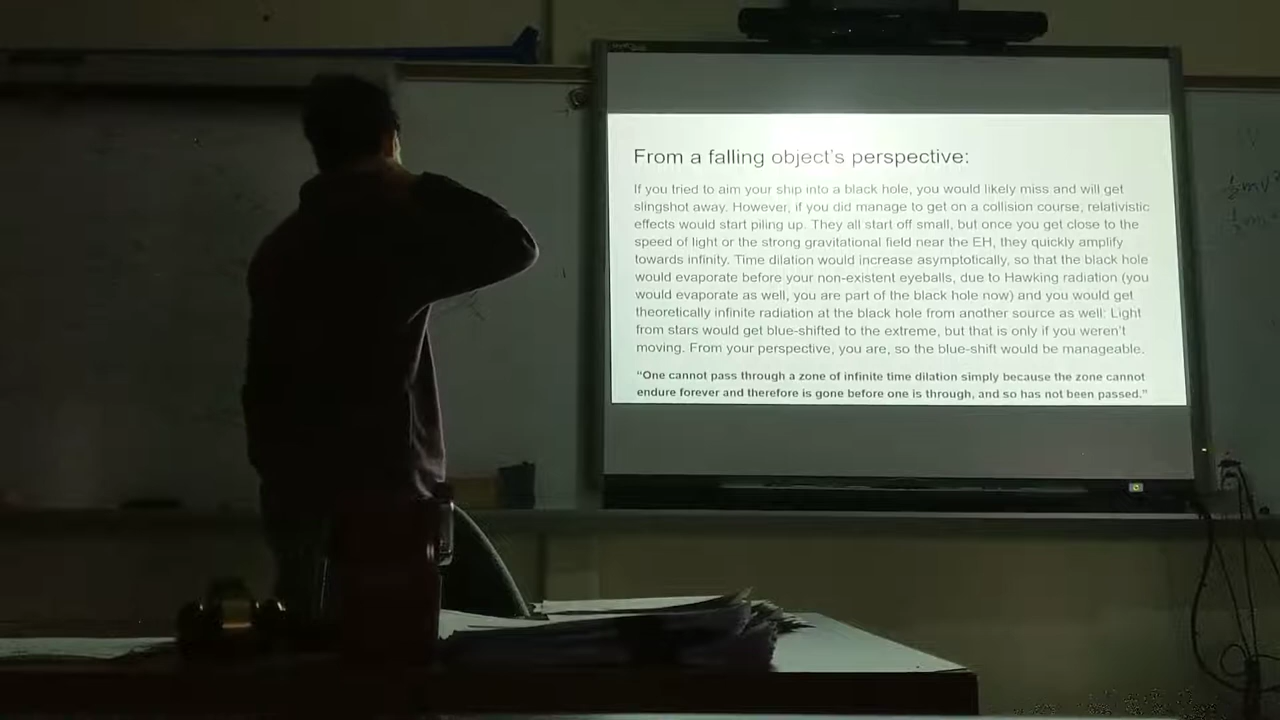 From a falling object's perspective:
If you tried to aim your ship into a black hole, you would likely miss and will get
slingshot away. However, if you did manage to get on a collision course, relativistic
effects would start piling up. They all start off small, but once you get close to the
speed of light or the strong gravitational field near the EH, they quickly amplify
towards infinity. Time dilation would increase asymptotically, so that the black hole
would evaporate before your non-existent eyeballs, due to Hawking radiation (you
would evaporate as well, you are part of the black hole now) and you would get
theoretically infinite radiation at the black hole from another source as well: Light
from stars would get blue-shifted to the extreme, but that is only if you weren't
moving. From your perspective, you are, so the blue-shift would be manageable.
"One cannot pass through a zone of infinite time dilation simply because the zone cannot
endure forever and therefore is gone before one is through, and so has not been passed."